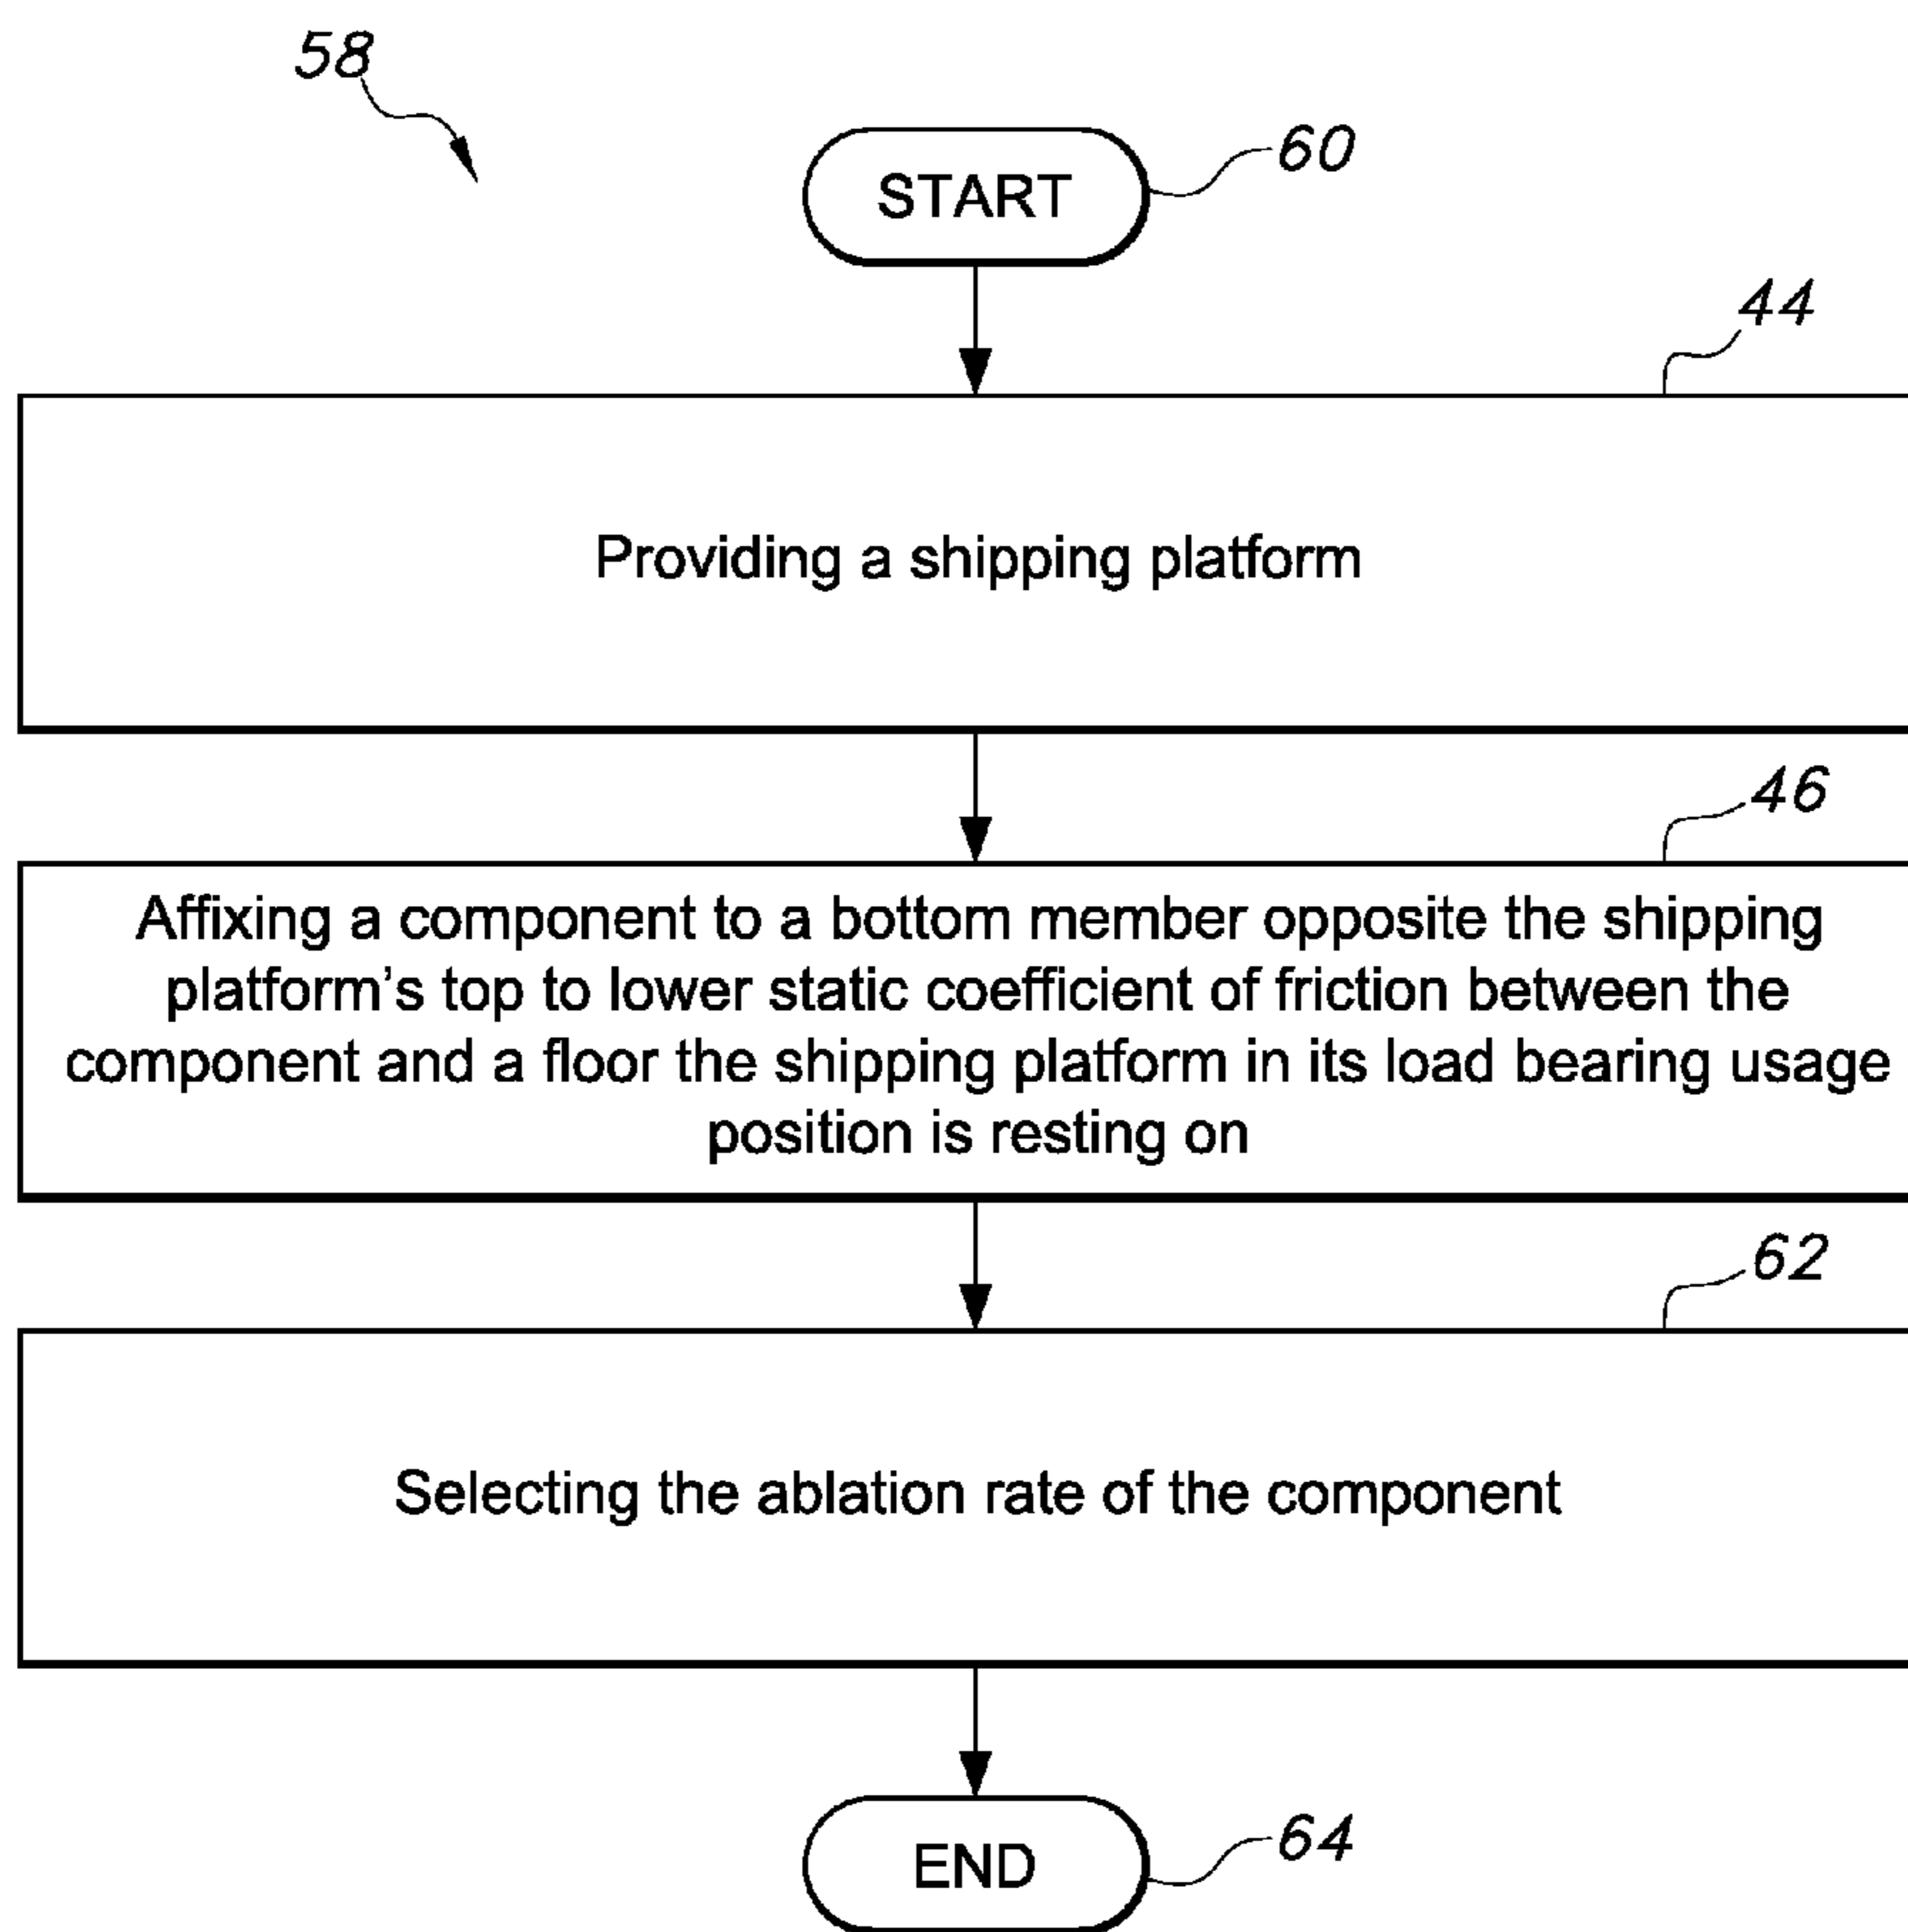 58
START
60
44
Providing a shipping platform
46
Affixing a component to a bottom member opposite the shipping
platform’s top to lower static coefficient of friction between the
component and a floor the shipping platform in its load bearing usage
position is resting on
62
Selecting the ablation rate of the component
END
64